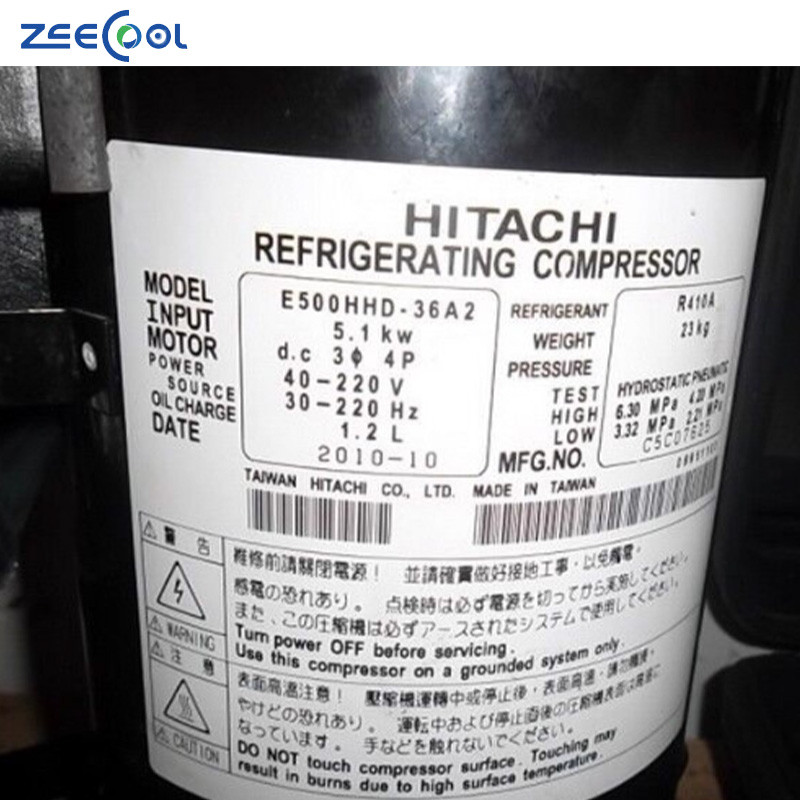 ZEECOOL
HITACHI
REFRIGERATING COMPRESSOR
MODEL E500HHD-36A2
INPUT 5.1 kw
MOTOR d.c 3ϕ 4P
POWER SOURCE 40-220 V
30-220 Hz
OIL CHARGE 1.2 L
DATE 2010-10
REFRIGERANT R410A
WEIGHT 23kg
PRESSURE
TEST HYDROSTATIC PNEUMATIC
HIGH 6.30 MPa 4.20 MPa
LOW 3.32 MPa 2.21 MPa
MFG.NO. C5C07625
TAIWAN HITACHI CO., LTD. MADE IN TAIWAN
⚠警告
維修前請關閉電源！ 並請確實做好接地工事，以免觸電。
感電の恐れあり。 点検時は必ず電源を切ってから実施してください。
また、この圧縮機は必ずアースされたシステムで使用してください。
⚠WARNING
Turn power OFF before servicing.
Use this compressor on a grounded system only.
⚠注意
表面高溫注意！ 壓縮機運轉中或停止後，表面高溫，請勿觸摸。
やけどの恐れあり。 運転中および停止直後の圧縮機表面は高温に
なっています。 手などを触れないでください。
⚠CAUTION
DO NOT touch compressor surface. Touching may
result in burns due to high surface temperature.